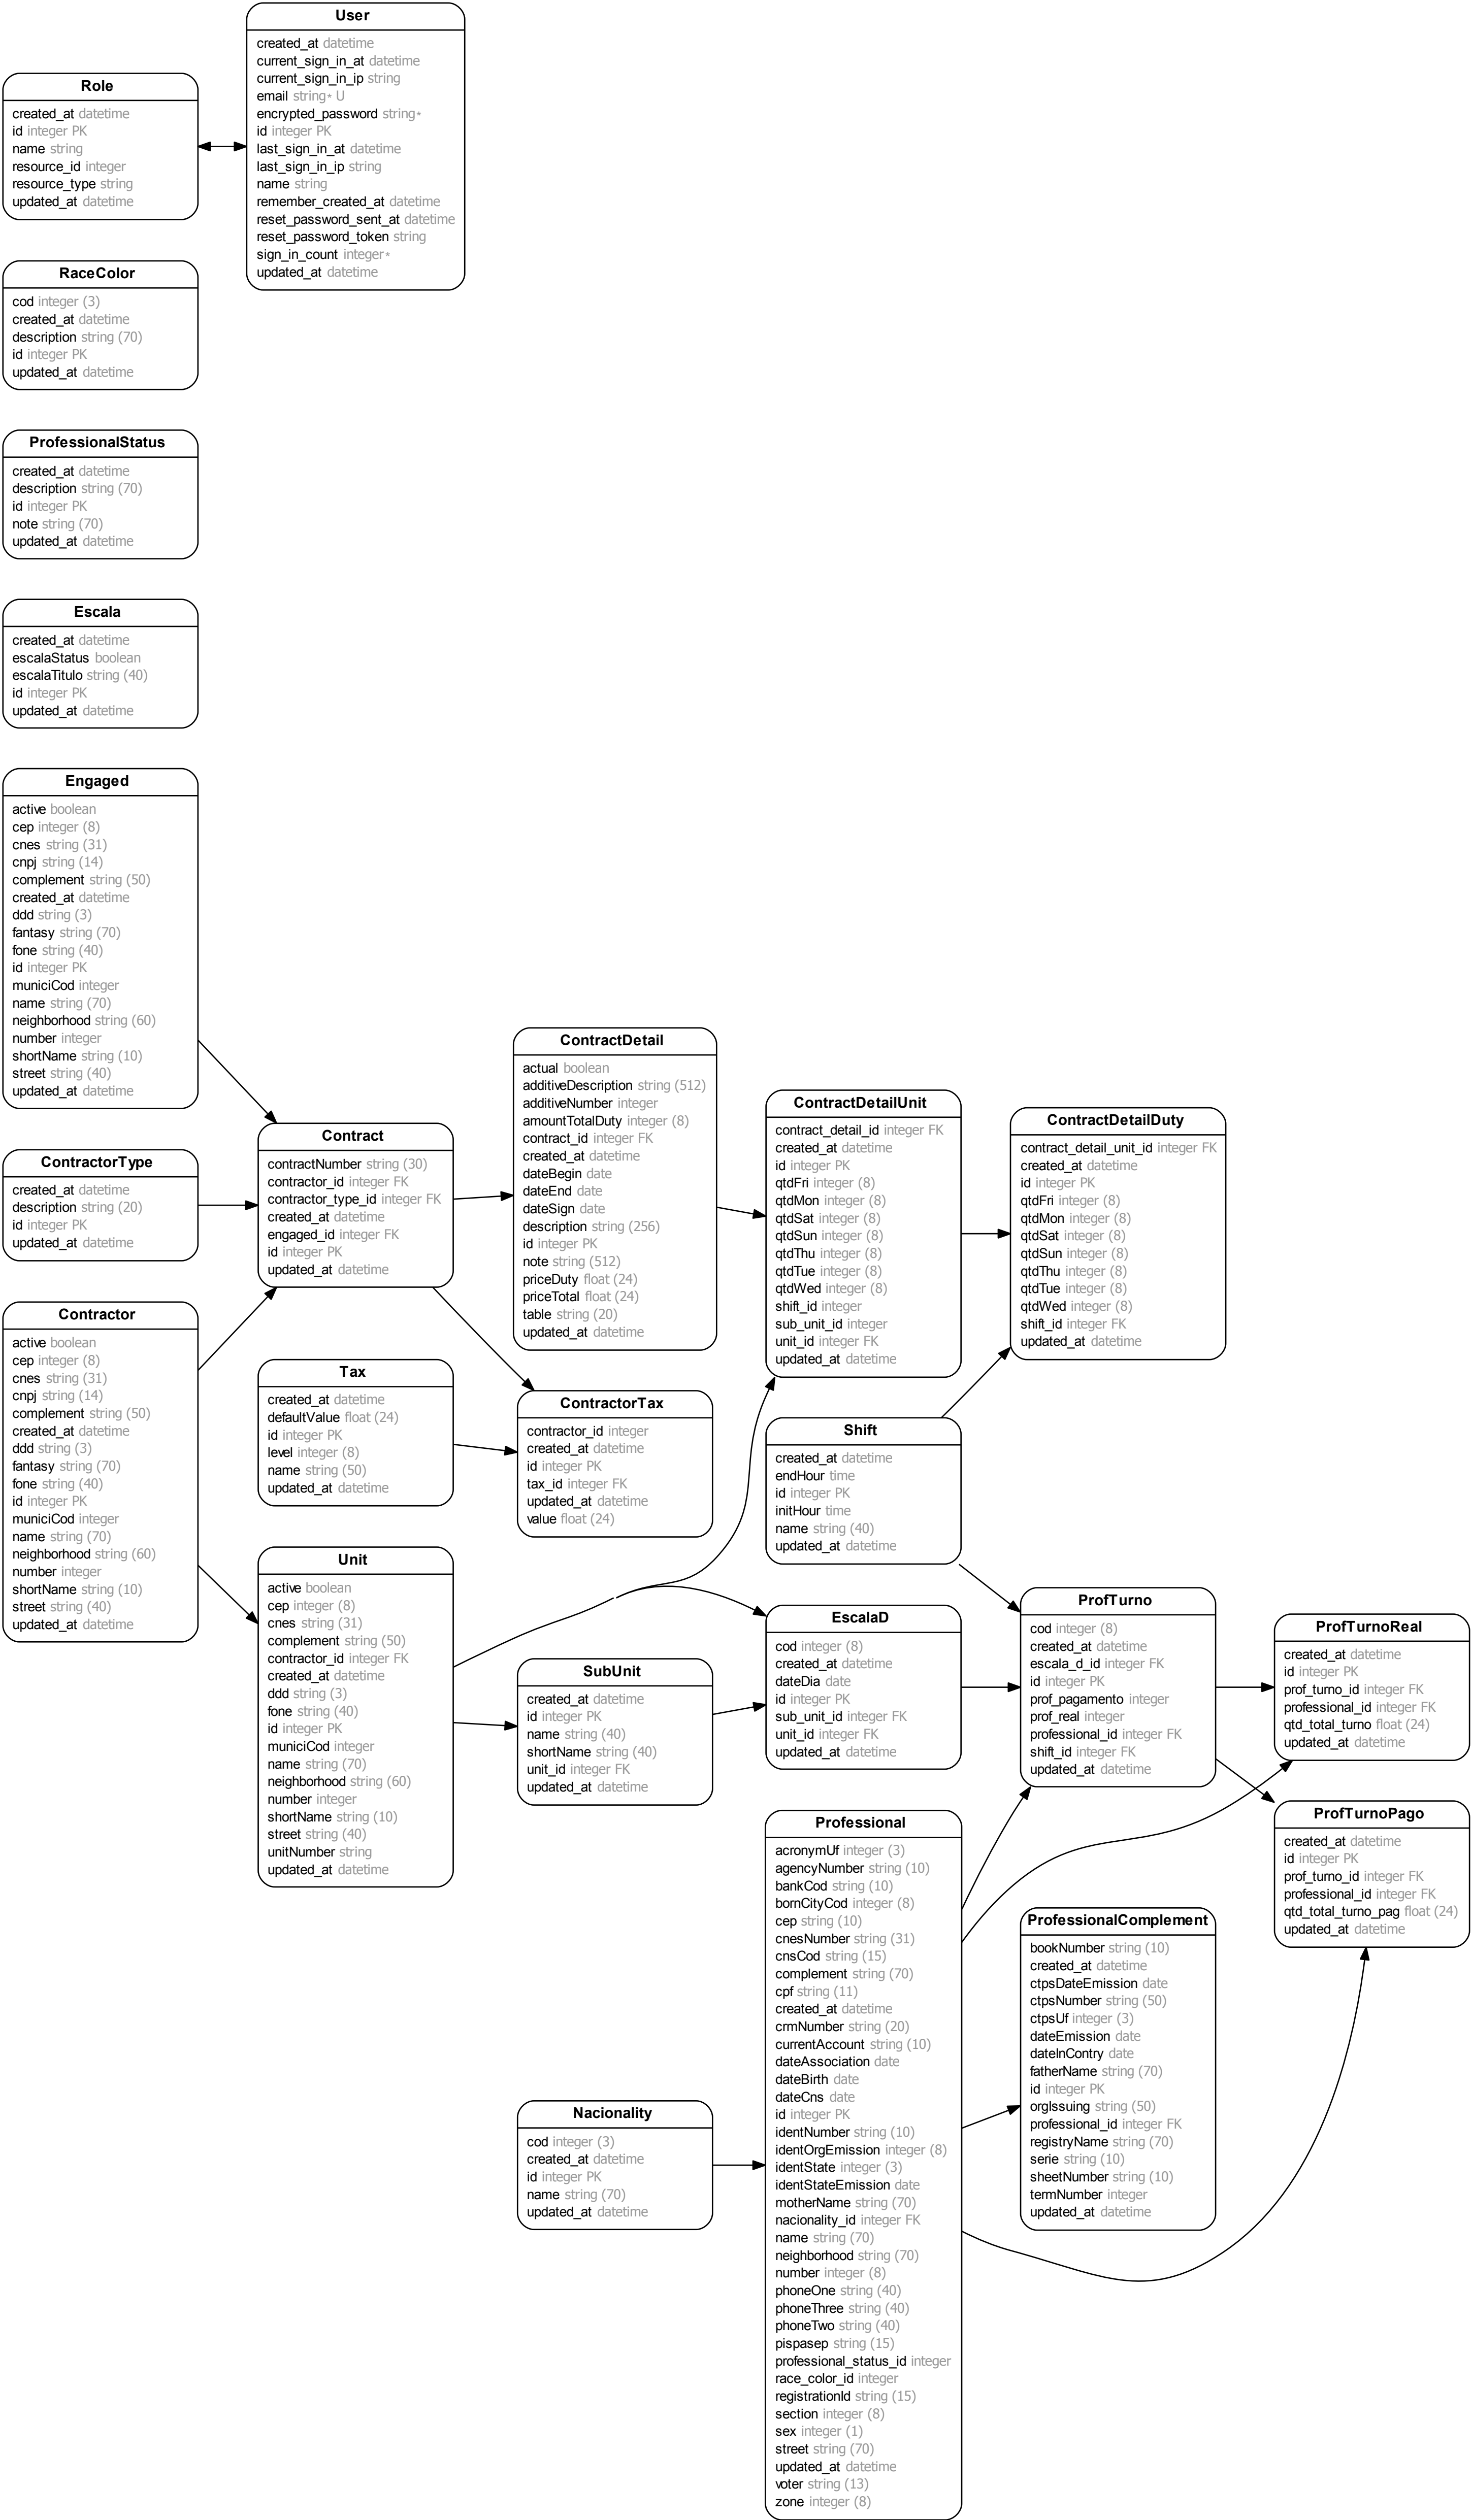 User
created_at datetime
current_sign_in_at datetime
current_sign_in_ip string
email string∗ U
encrypted_password string∗
id integer PK
last_sign_in_at datetime
last_sign_in_ip string
name string
remember_created_at datetime
reset_password_sent_at datetime
reset_password_token string
sign_in_count integer∗
updated_at datetime
Role
created_at datetime
id integer PK
name string
resource_id integer
resource_type string
updated_at datetime
RaceColor
cod integer (3)
created_at datetime
description string (70)
id integer PK
updated_at datetime
ProfessionalStatus
created_at datetime
description string (70)
id integer PK
note string (70)
updated_at datetime
Escala
created_at datetime
escalaStatus boolean
escalaTitulo string (40)
id integer PK
updated_at datetime
Engaged
active boolean
cep integer (8)
cnes string (31)
cnpj string (14)
complement string (50)
created_at datetime
ddd string (3)
fantasy string (70)
fone string (40)
id integer PK
municiCod integer
name string (70)
neighborhood string (60)
number integer
shortName string (10)
street string (40)
updated_at datetime
ContractorType
created_at datetime
description string (20)
id integer PK
updated_at datetime
Contractor
active boolean
cep integer (8)
cnes string (31)
cnpj string (14)
complement string (50)
created_at datetime
ddd string (3)
fantasy string (70)
fone string (40)
id integer PK
municiCod integer
name string (70)
neighborhood string (60)
number integer
shortName string (10)
street string (40)
updated_at datetime
Contract
contractNumber string (30)
contractor_id integer FK
contractor_type_id integer FK
created_at datetime
engaged_id integer FK
id integer PK
updated_at datetime
Tax
created_at datetime
defaultValue float (24)
id integer PK
level integer (8)
name string (50)
updated_at datetime
Unit
active boolean
cep integer (8)
cnes string (31)
complement string (50)
contractor_id integer FK
created_at datetime
ddd string (3)
fone string (40)
id integer PK
municiCod integer
name string (70)
neighborhood string (60)
number integer
shortName string (10)
street string (40)
unitNumber string
updated_at datetime
ContractDetail
actual boolean
additiveDescription string (512)
additiveNumber integer
amountTotalDuty integer (8)
contract_id integer FK
created_at datetime
dateBegin date
dateEnd date
dateSign date
description string (256)
id integer PK
note string (512)
priceDuty float (24)
priceTotal float (24)
table string (20)
updated_at datetime
ContractorTax
contractor_id integer
created_at datetime
id integer PK
tax_id integer FK
updated_at datetime
value float (24)
SubUnit
created_at datetime
id integer PK
name string (40)
shortName string (40)
unit_id integer FK
updated_at datetime
Nacionality
cod integer (3)
created_at datetime
id integer PK
name string (70)
updated_at datetime
ContractDetailUnit
contract_detail_id integer FK
created_at datetime
id integer PK
qtdFri integer (8)
qtdMon integer (8)
qtdSat integer (8)
qtdSun integer (8)
qtdThu integer (8)
qtdTue integer (8)
qtdWed integer (8)
shift_id integer
sub_unit_id integer
unit_id integer FK
updated_at datetime
Shift
created_at datetime
endHour time
id integer PK
initHour time
name string (40)
updated_at datetime
EscalaD
cod integer (8)
created_at datetime
dateDia date
id integer PK
sub_unit_id integer FK
unit_id integer FK
updated_at datetime
Professional
acronymUf integer (3)
agencyNumber string (10)
bankCod string (10)
bornCityCod integer (8)
cep string (10)
cnesNumber string (31)
cnsCod string (15)
complement string (70)
cpf string (11)
created_at datetime
crmNumber string (20)
currentAccount string (10)
dateAssociation date
dateBirth date
dateCns date
id integer PK
identNumber string (10)
identOrgEmission integer (8)
identState integer (3)
identStateEmission date
motherName string (70)
nacionality_id integer FK
name string (70)
neighborhood string (70)
number integer (8)
phoneOne string (40)
phoneThree string (40)
phoneTwo string (40)
pispasep string (15)
professional_status_id integer
race_color_id integer
registrationId string (15)
section integer (8)
sex integer (1)
street string (70)
updated_at datetime
voter string (13)
zone integer (8)
ContractDetailDuty
contract_detail_unit_id integer FK
created_at datetime
id integer PK
qtdFri integer (8)
qtdMon integer (8)
qtdSat integer (8)
qtdSun integer (8)
qtdThu integer (8)
qtdTue integer (8)
qtdWed integer (8)
shift_id integer FK
updated_at datetime
ProfTurno
cod integer (8)
created_at datetime
escala_d_id integer FK
id integer PK
prof_pagamento integer
prof_real integer
professional_id integer FK
shift_id integer FK
updated_at datetime
ProfessionalComplement
bookNumber string (10)
created_at datetime
ctpsDateEmission date
ctpsNumber string (50)
ctpsUf integer (3)
dateEmission date
dateInContry date
fatherName string (70)
id integer PK
orgIssuing string (50)
professional_id integer FK
registryName string (70)
serie string (10)
sheetNumber string (10)
termNumber integer
updated_at datetime
ProfTurnoReal
created_at datetime
id integer PK
prof_turno_id integer FK
professional_id integer FK
qtd_total_turno float (24)
updated_at datetime
ProfTurnoPago
created_at datetime
id integer PK
prof_turno_id integer FK
professional_id integer FK
qtd_total_turno_pag float (24)
updated_at datetime